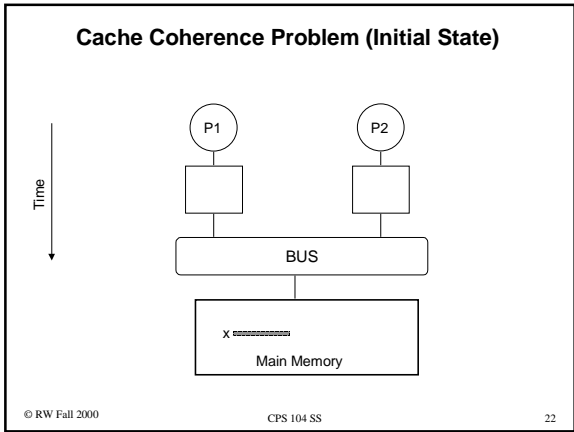 Cache Coherence Problem (Initial State)
P1
P2
Time
BUS
x
Main Memory
© RW Fall 2000
CPS 104 SS
22